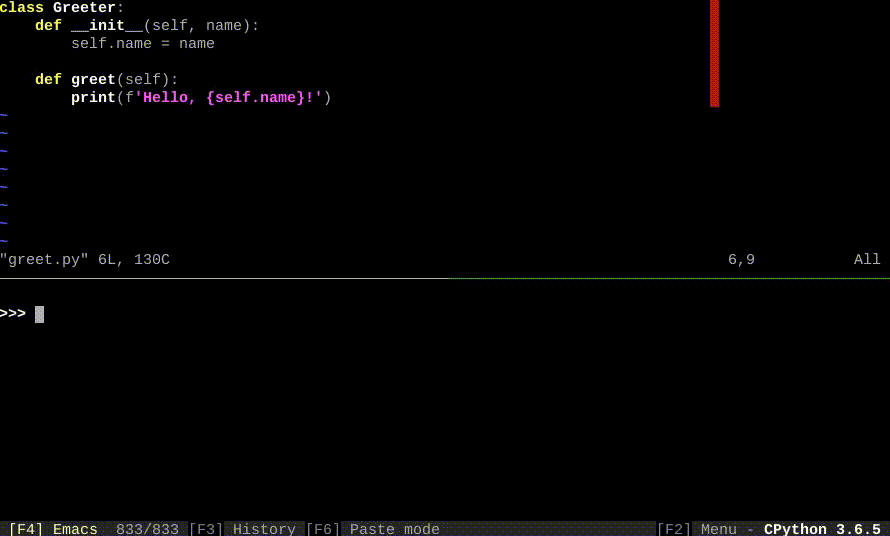 class Greeter:
    def __init__(self, name):
        self.name = name
    def greet(self):
        print(f'Hello, {self.name}!')
~
~
~
~
~
~
~
~
"greet.py" 6L, 130C 6,9 All
>>>
[F4] Emacs 833/833 [F3] History [F6] Paste mode [F2] Menu - CPython 3.6.5